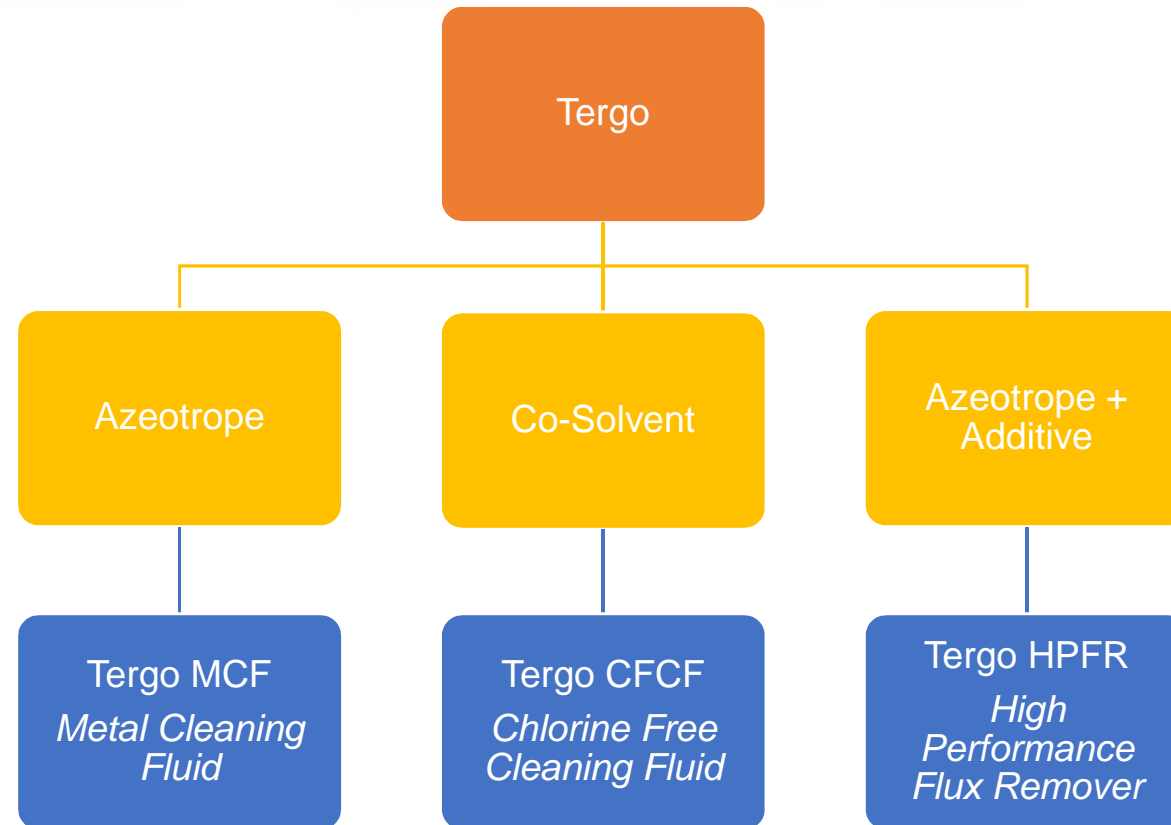 Tergo
Azeotrope
Co-Solvent
Azeotrope +
Additive
Tergo MCF
Metal Cleaning
Fluid
Tergo CFCF
Chlorine Free
Cleaning Fluid
Tergo HPFR
High
Performance
Flux Remover